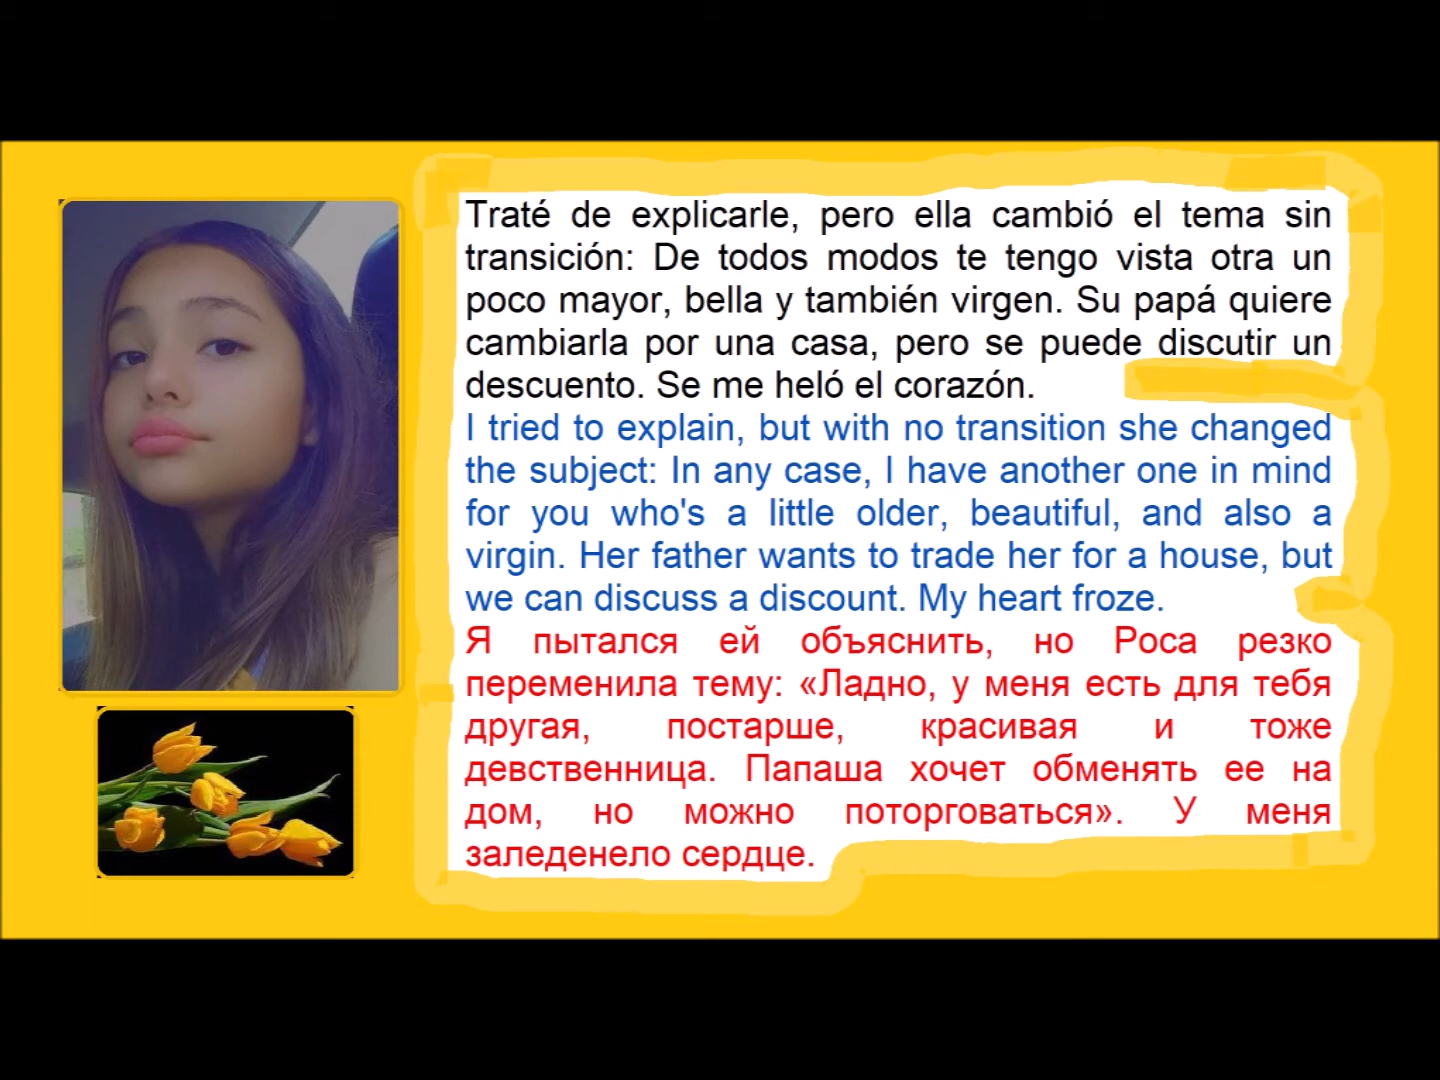 Traté de explicarle, pero ella cambió el tema sin
transición: De todos modos te tengo vista otra un
poco mayor, bella y también virgen. Su papá quiere
cambiarla por una casa, pero se puede discutir un
descuento. Se me heló el corazón.
I tried to explain, but with no transition she changed
the subject: In any case, I have another one in mind
for you who's a little older, beautiful, and also a
virgin. Her father wants to trade her for a house, but
we can discuss a discount. My heart froze.
Я пытался ей объяснить, но Роса резко
переменила тему: «Ладно, у меня есть для тебя
другая, постарше, красивая и тоже
девственница. Папаша хочет обменять ее на
дом, но можно поторговаться». У меня
заледенело сердце.